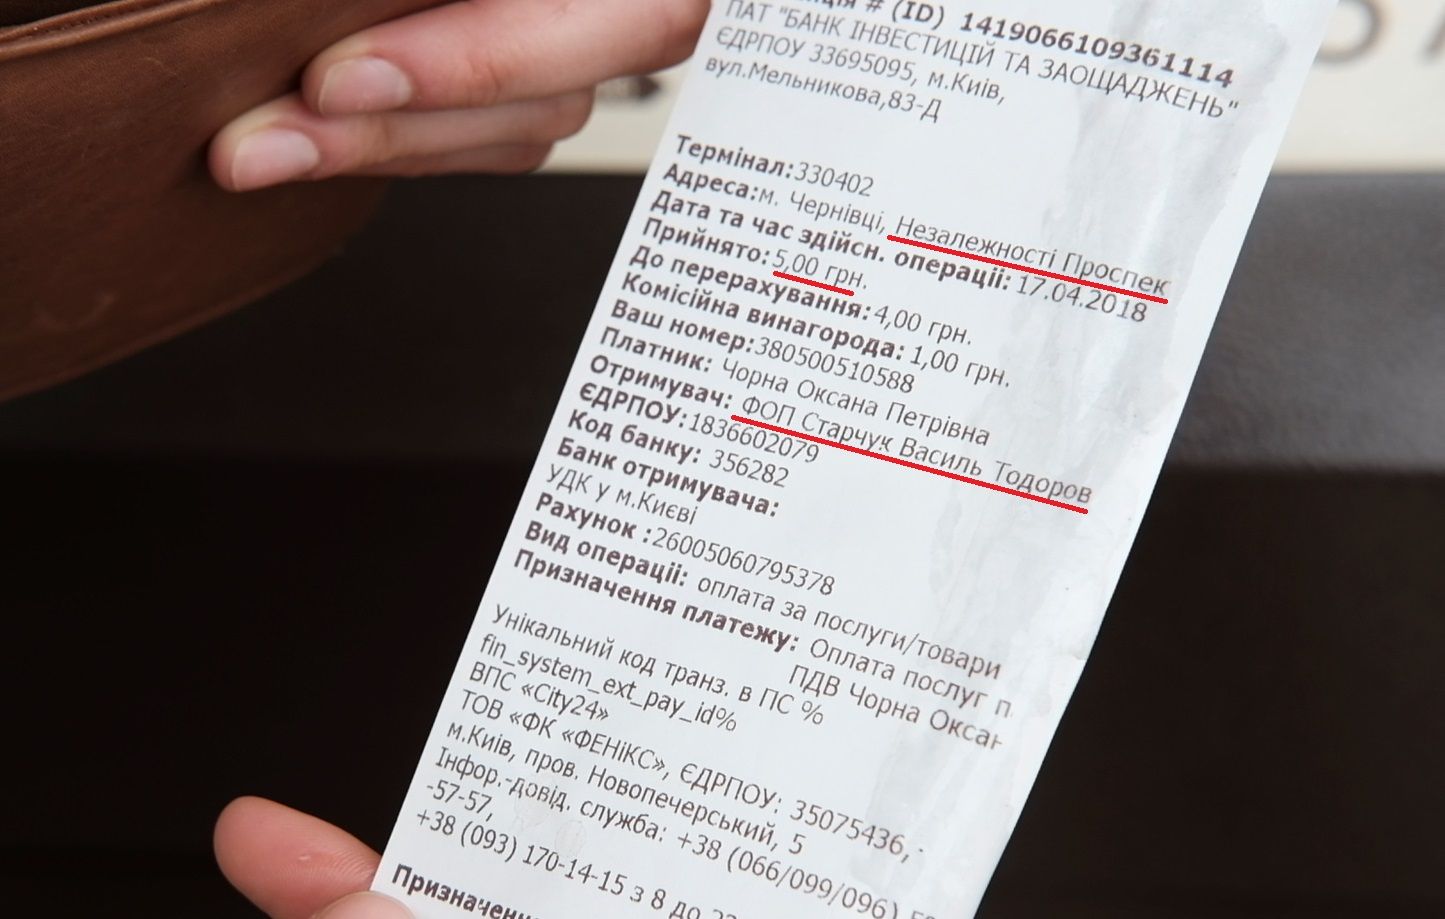 # (ID) 1419066109361114
ПАТ "БАНК ІНВЕСТИЦІЙ ТА ЗАОЩАДЖЕНЬ"
ЄДРПОУ 33695095, м.Київ,
вул.Мельникова,83-Д
Термінал:330402
Адреса:м. Чернівці, Незалежності Проспек
Дата та час здійсн. операції: 17.04.2018
Прийнято:5,00 грн.
До перерахування:4,00 грн.
Комісійна винагорода: 1,00 грн.
Ваш номер:380500510588
Платник: Чорна Оксана Петрівна
Отримувач: ФОП Старчук Василь Тодоров
ЄДРПОУ:1836602079
Код банку: 356282
Банк отримувача:
УДК у м.Києві
Рахунок :26005060795378
Вид операції: оплата за послуги/товари
Призначення платежу: Оплата послуг п
ПДВ Чорна Оксан
Унікальний код транз. в ПС %
fin_system_ext_pay_id%
ВПС «City24»
ТОВ «ФК «ФЕНІКС», ЄДРПОУ: 35075436,
м.Київ, пров. Новопечерський, 5
Інфор.-довід. служба: +38 (066/099/096)
-57-57,
+38 (093) 170-14-15 з 8 до
Призначенн